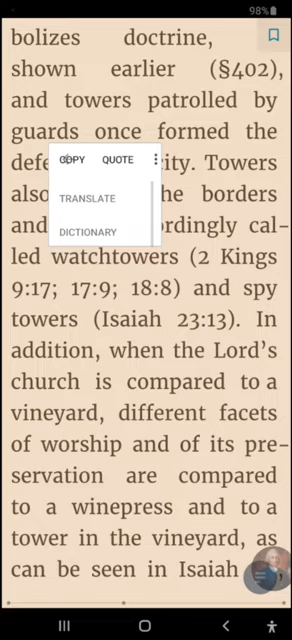 98%
bolizes doctrine,
shown earlier (§402),
and towers patrolled by
guards once formed the
defe ity. Towers
COPY QUOTE
also he borders
TRANSLATE
and rdingly cal-
DICTIONARY
led watchtowers (2 Kings
9:17; 17:9; 18:8) and spy
towers (Isaiah 23:13). In
addition, when the Lord's
church is compared to a
vineyard, different facets
of worship and of its pre-
servation are compared
to a winepress and to a
tower in the vineyard, as
can be seen in Isaiah